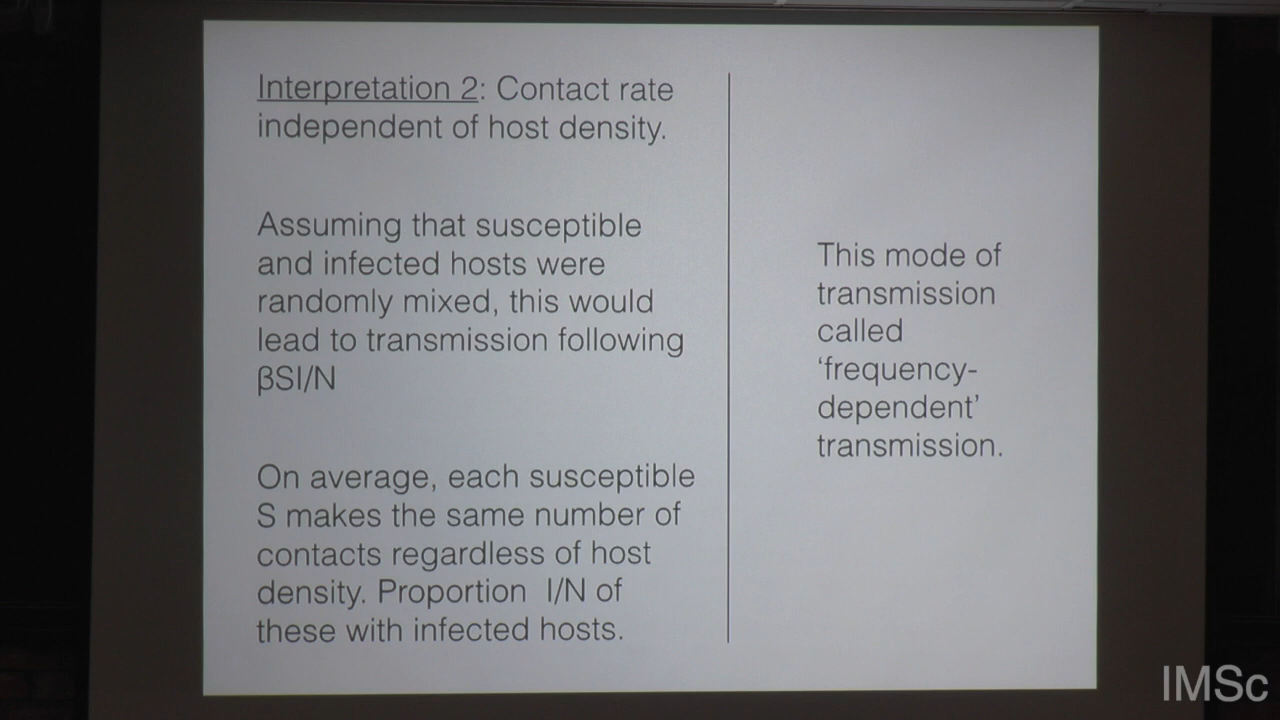 Interpretation 2: Contact rate
independent of host density.
Assuming that susceptible
and infected hosts were
randomly mixed, this would
lead to transmission following
βSI/N
On average, each susceptible
S makes the same number of
contacts regardless of host
density. Proportion I/N of
these with infected hosts.
This mode of
transmission
called
‘frequency-
dependent’
transmission.
IMSc